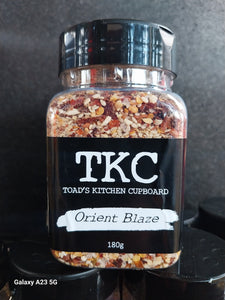 TKC
TOAD'S KITCHEN CUPBOARD
Orient Blaze
180g
Galaxy A23 5G